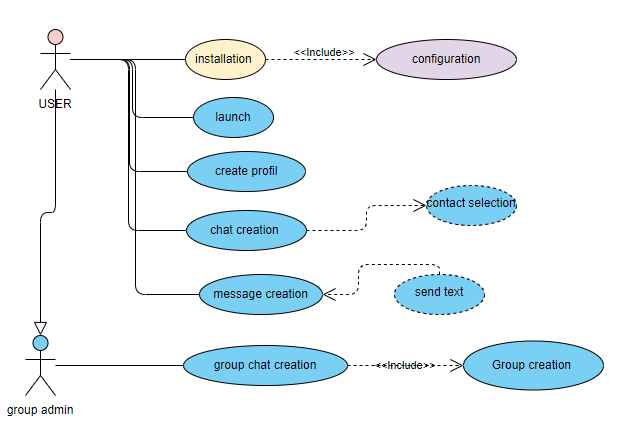 installation
<<Include>>
configuration
USER
launch
create profil
chat creation
contact selection
message creation
send text
group chat creation
<<Include>>
Group creation
group admin